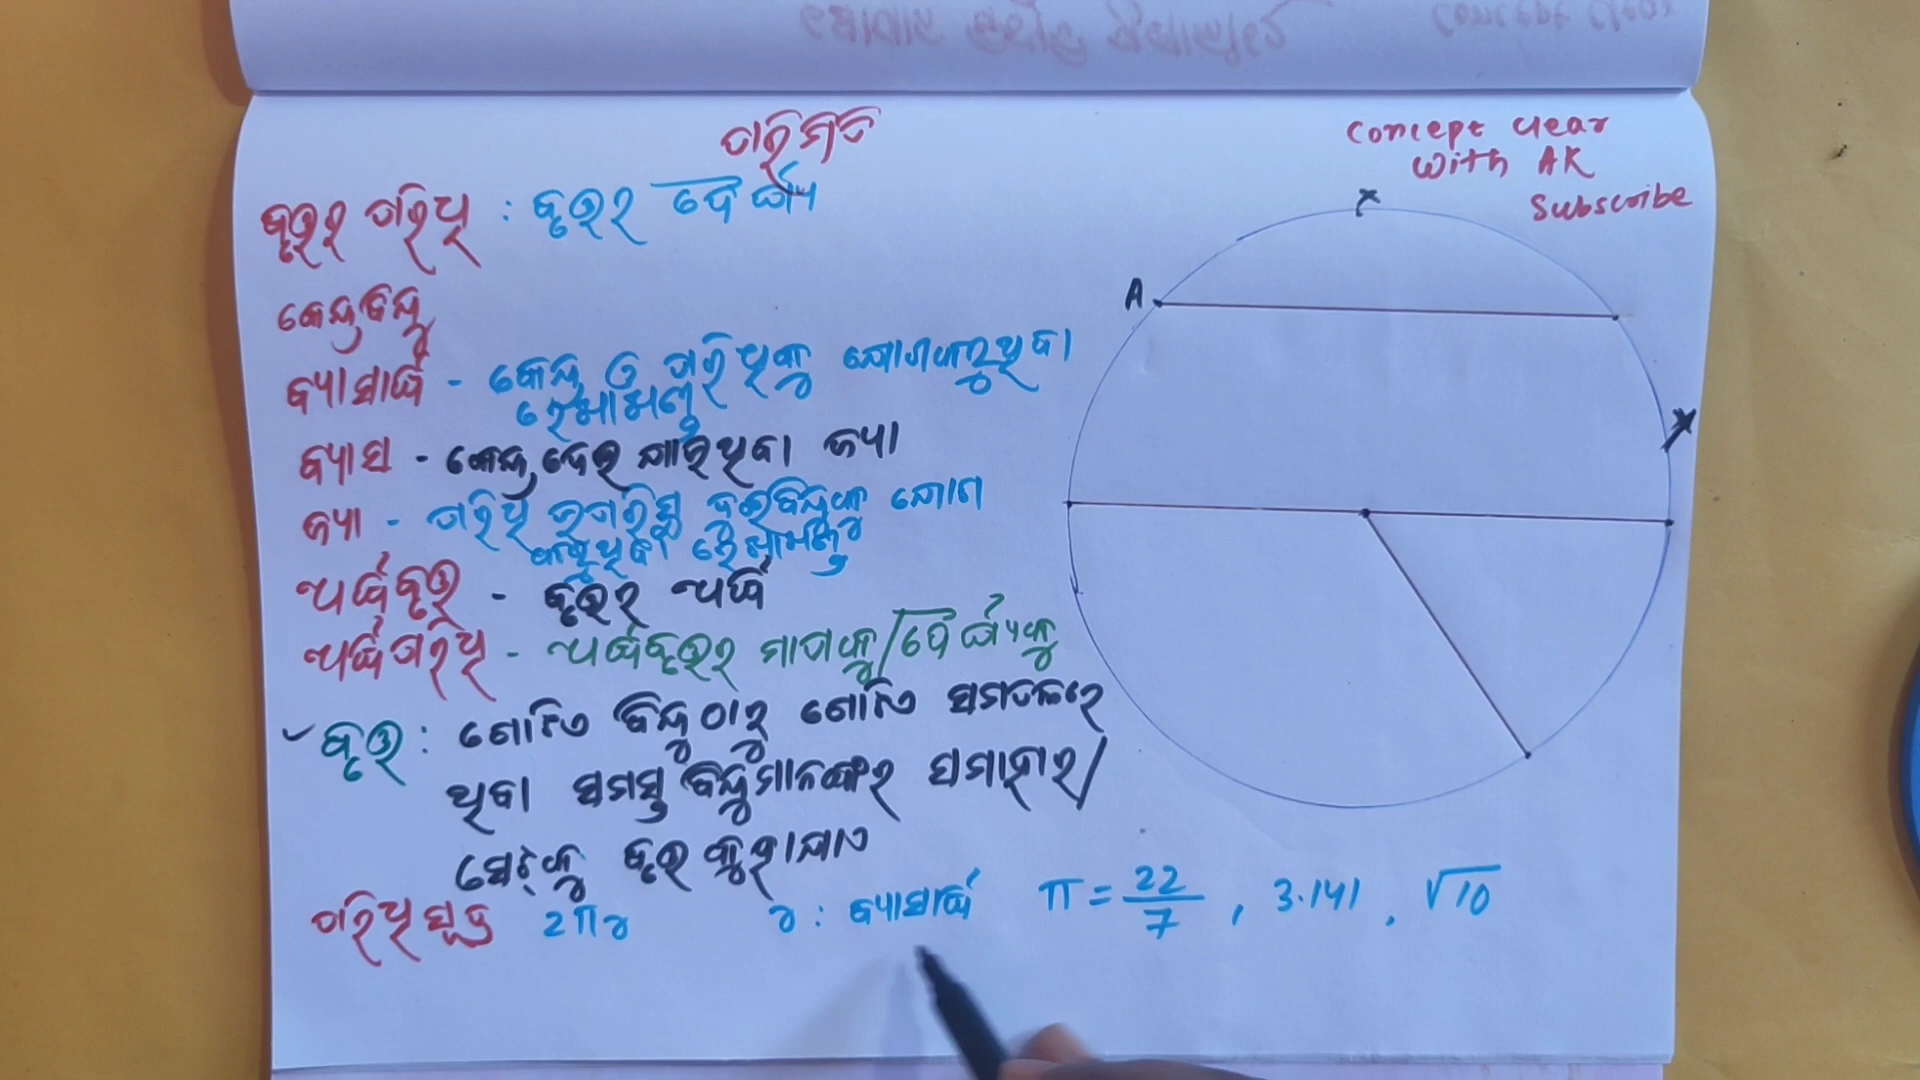 ପରିମିତି
Concept Clear
With AK
Subscribe
ବୃତ୍ତର ପରିଧି : ବୃତ୍ତର ଦୈର୍ଘ୍ୟ
କେନ୍ଦ୍ରବିନ୍ଦୁ
ବ୍ୟାସାର୍ଦ୍ଧ - କେନ୍ଦ୍ର ଓ ପରିଧିକୁ ଯୋଗକରୁଥିବା
ରେଖାଖଣ୍ଡ
ବ୍ୟାସ - କେନ୍ଦ୍ର ଦେଇ ଯାଇଥିବା ଜ୍ୟା
ଜ୍ୟା - ପରିଧି ଉପରିସ୍ଥ ଦୁଇବିନ୍ଦୁକୁ ଯୋଗ
କରୁଥିବା ରେଖାଖଣ୍ଡ
ଅର୍ଦ୍ଧବୃତ୍ତ - ବୃତ୍ତର ଅର୍ଦ୍ଧ
ଅର୍ଦ୍ଧପରିଧି - ଅର୍ଦ୍ଧବୃତ୍ତର ମାପକୁ/ଦୈର୍ଘ୍ୟକୁ
ବୃତ୍ତ : ଗୋଟିଏ ବିନ୍ଦୁଠାରୁ ଗୋଟିଏ ସମତଳରେ
ଥିବା ସମସ୍ତ ବିନ୍ଦୁମାନଙ୍କର ସମାହାର/
ସେଟ୍‌କୁ ବୃତ୍ତ କୁହାଯାଏ
ପରିଧି ସୂତ୍ର 2πr r : ବ୍ୟାସାର୍ଦ୍ଧ π = 22/7 , 3.141 , √10
A
x
x